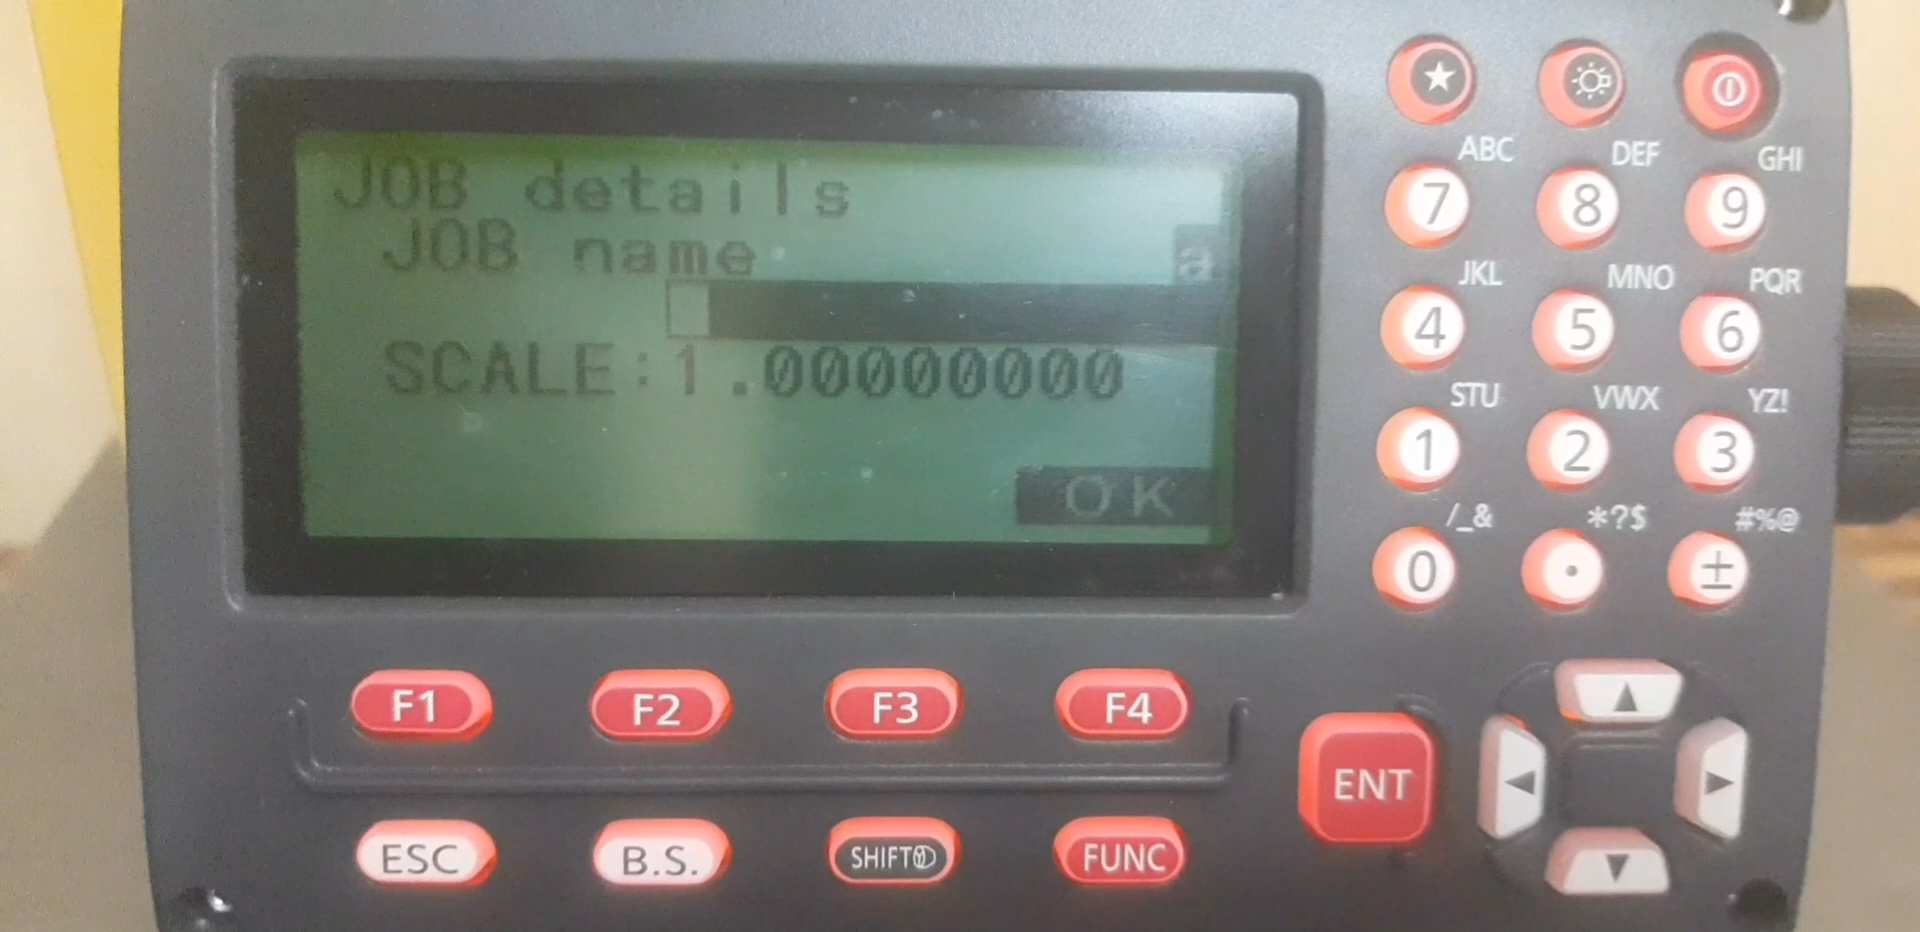 JOB details
JOB name a
SCALE:1.00000000
OK
ABC DEF GHI
7 8 9
JKL MNO PQR
4 5 6
STU VWX YZ!
1 2 3
/_& *?$ #%@
0 . ±
F1 F2 F3 F4
ENT
ESC B.S. SHIFT FUNC